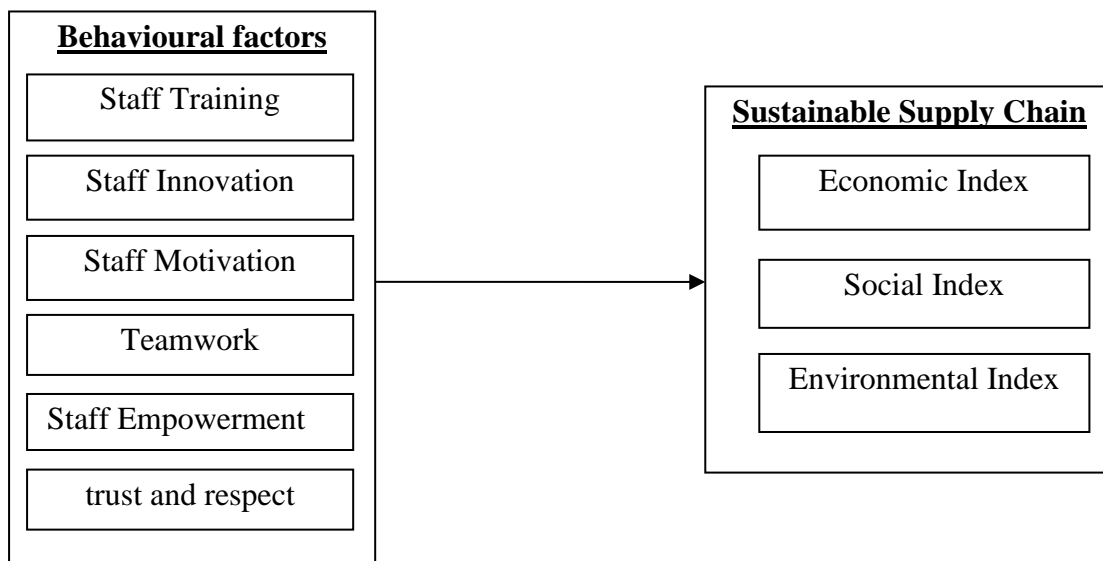 Behavioural factors
Staff Training
Staff Innovation
Staff Motivation
Teamwork
Staff Empowerment
trust and respect
Sustainable Supply Chain
Economic Index
Social Index
Environmental Index